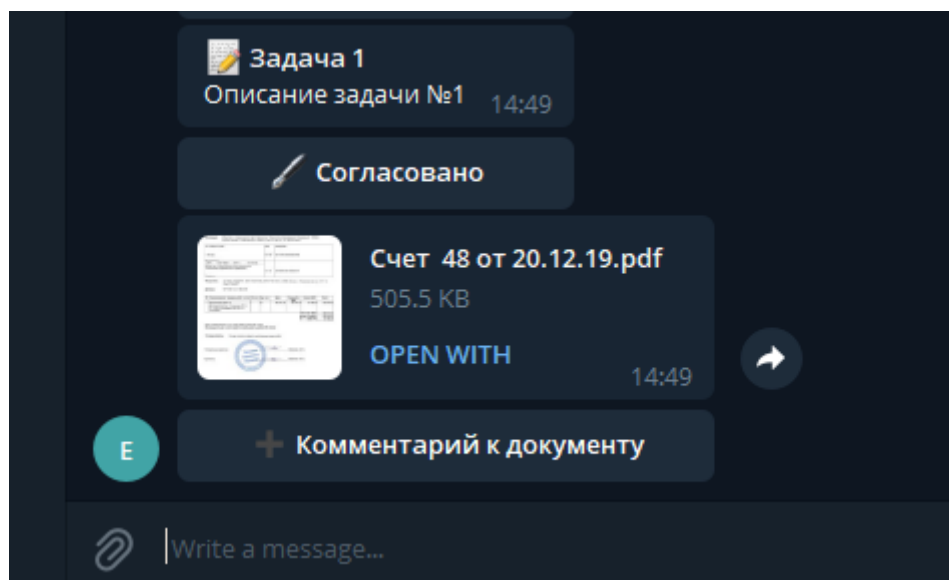 Задача 1
Описание задачи №1 14:49
Согласовано
Счет 48 от 20.12.19.pdf
505.5 KB
OPEN WITH
14:49
E
Комментарий к документу
Write a message...